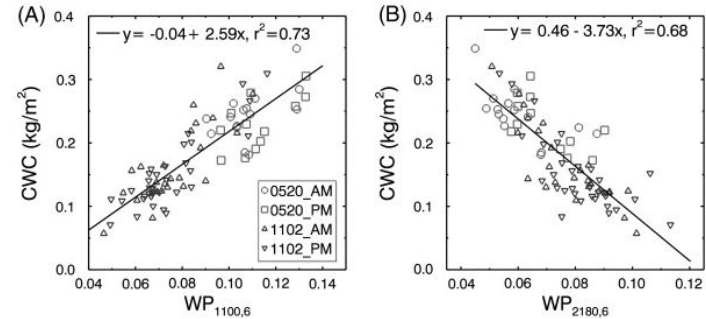 (A)
y= -0.04+ 2.59x, r²=0.73
CWC (kg/m²)
0.4
0.3
0.2
0.1
0.0
0520_AM
0520_PM
1102_AM
1102_PM
0.04 0.06 0.08 0.10 0.12 0.14
WP1100,6
(B)
y= 0.46 - 3.73x, r²=0.68
CWC (kg/m²)
0.4
0.3
0.2
0.1
0.0
0.04 0.06 0.08 0.10 0.12
WP2180,6